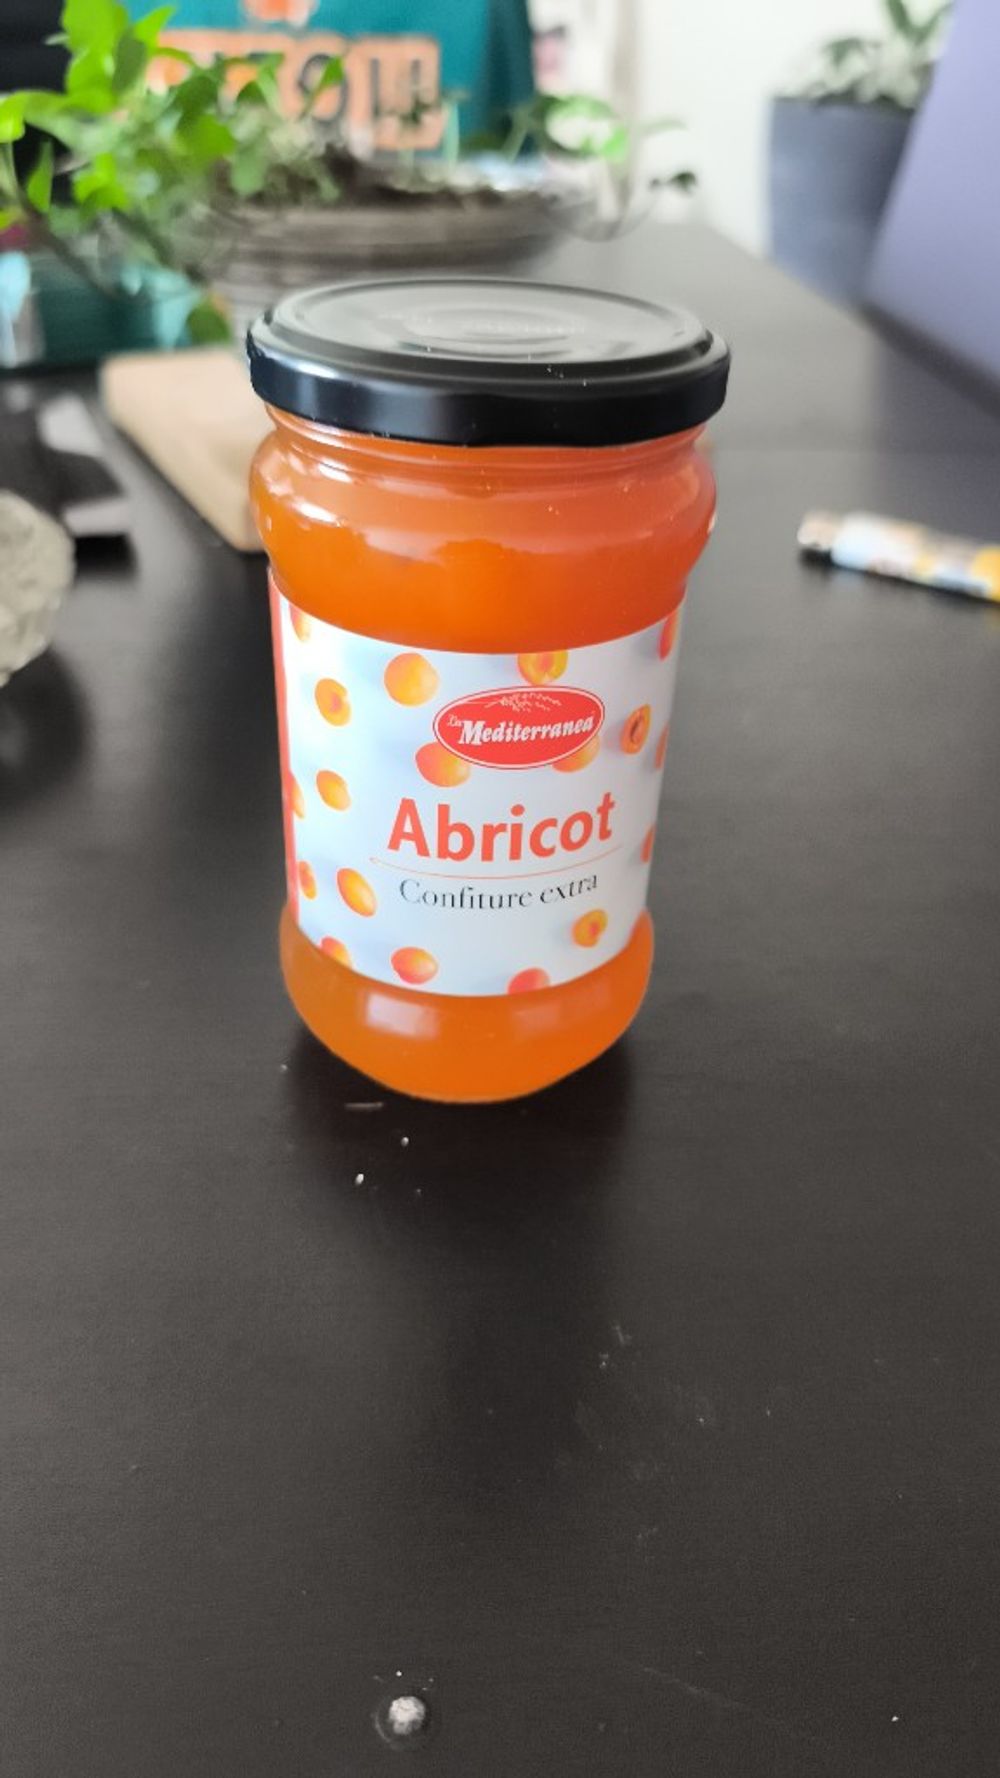 La Mediterranea
Abricot
Confiture extra